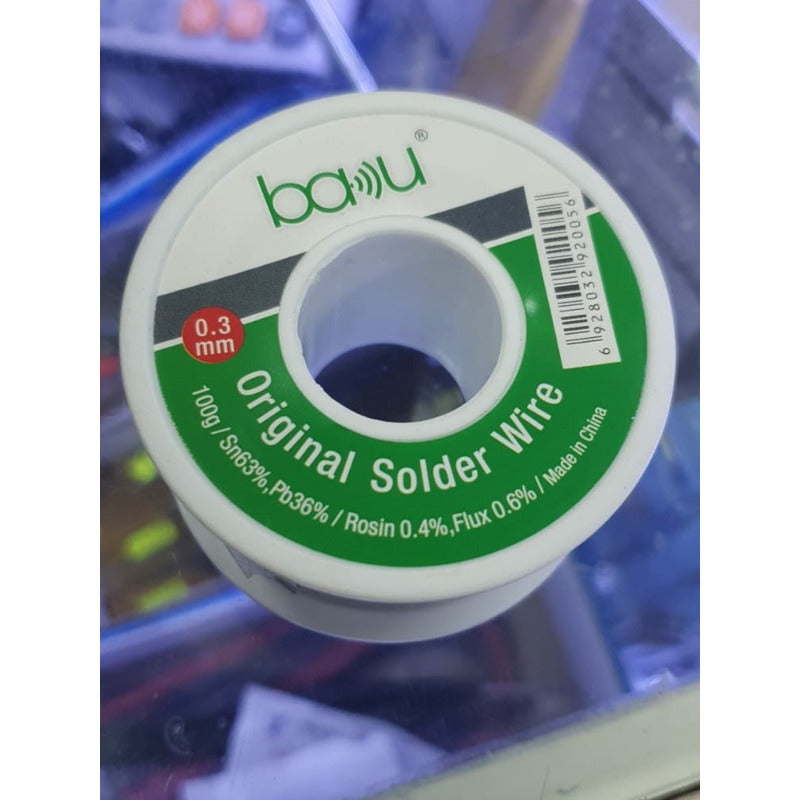 baku®
0.3
mm
6928032920056
Original Solder Wire
100g / Sn63%,Pb36% / Rosin 0.4%,Flux 0.6% / Made in China